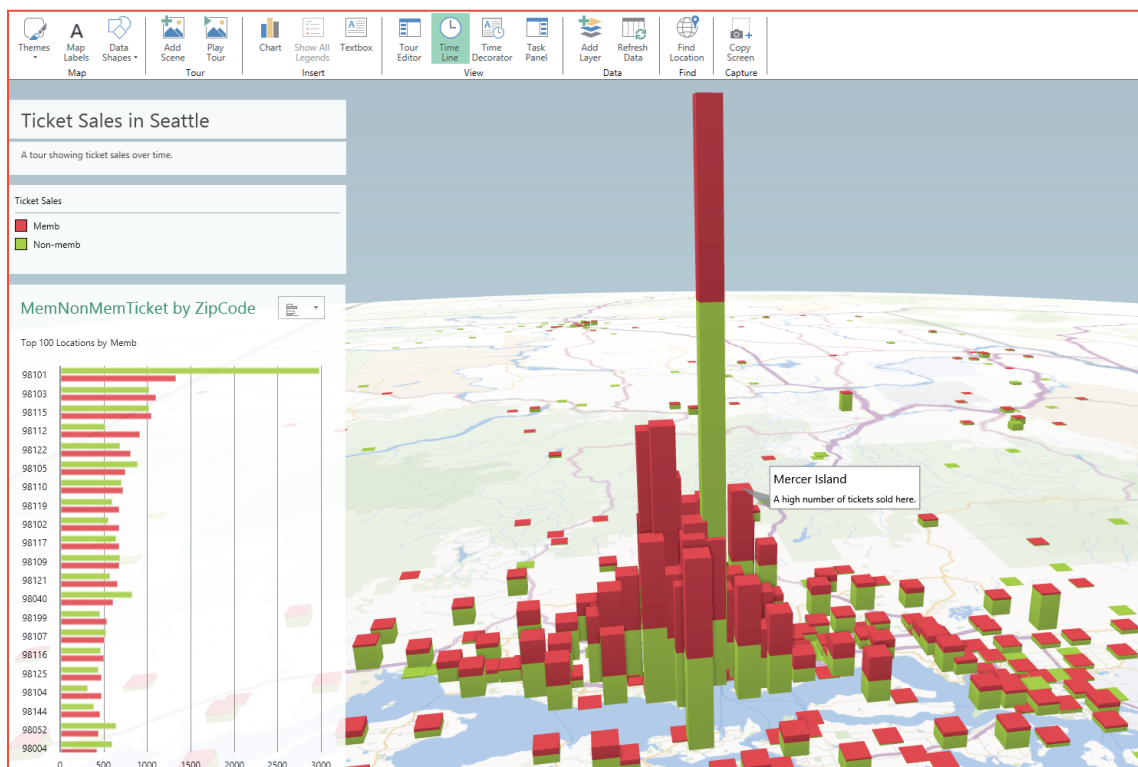 Themes
Map Labels
Data Shapes
Map
Add Scene
Play Tour
Tour
Chart
Show All Legends
Textbox
Insert
Tour Editor
Time Line
Time Decorator
Task Panel
View
Add Layer
Refresh Data
Data
Find Location
Find
Copy Screen
Capture
Ticket Sales in Seattle
A tour showing ticket sales over time.
Ticket Sales
Memb
Non-memb
MemNonMemTicket by ZipCode
Top 100 Locations by Memb
98101
98103
98115
98112
98122
98105
98110
98119
98102
98117
98109
98121
98040
98199
98107
98116
98125
98104
98144
98052
98004
0 500 1000 1500 2000 2500 3000
Mercer Island
A high number of tickets sold here.